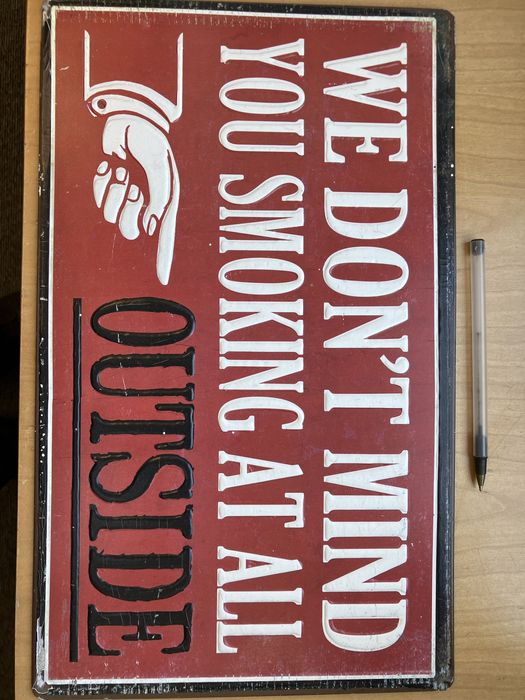 WE DON'T MIND
YOU SMOKING AT ALL
OUTSIDE